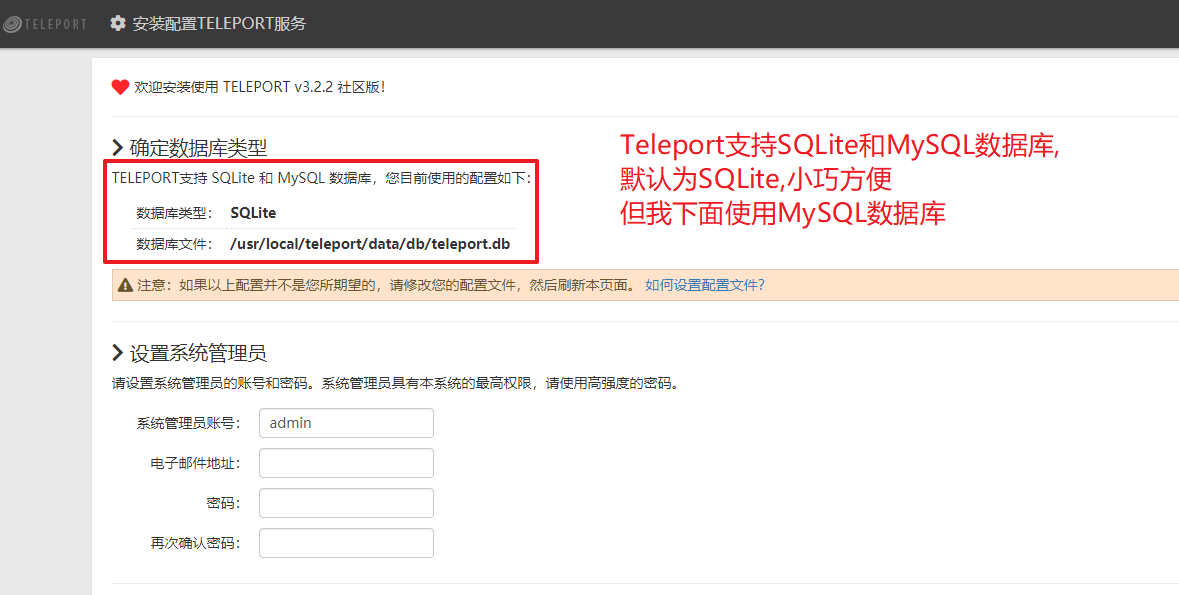 TELEPORT 安装配置TELEPORT服务
欢迎安装使用 TELEPORT v3.2.2 社区版！
确定数据库类型
TELEPORT支持 SQLite 和 MySQL 数据库，您目前使用的配置如下：
数据库类型： SQLite
数据库文件： /usr/local/teleport/data/db/teleport.db
Teleport支持SQLite和MySQL数据库,
默认为SQLite,小巧方便
但我下面使用MySQL数据库
注意：如果以上配置并不是您所期望的，请修改您的配置文件，然后刷新本页面。 如何设置配置文件？
设置系统管理员
请设置系统管理员的账号和密码。系统管理员具有本系统的最高权限，请使用高强度的密码。
系统管理员账号： admin
电子邮件地址：
密码：
再次确认密码：